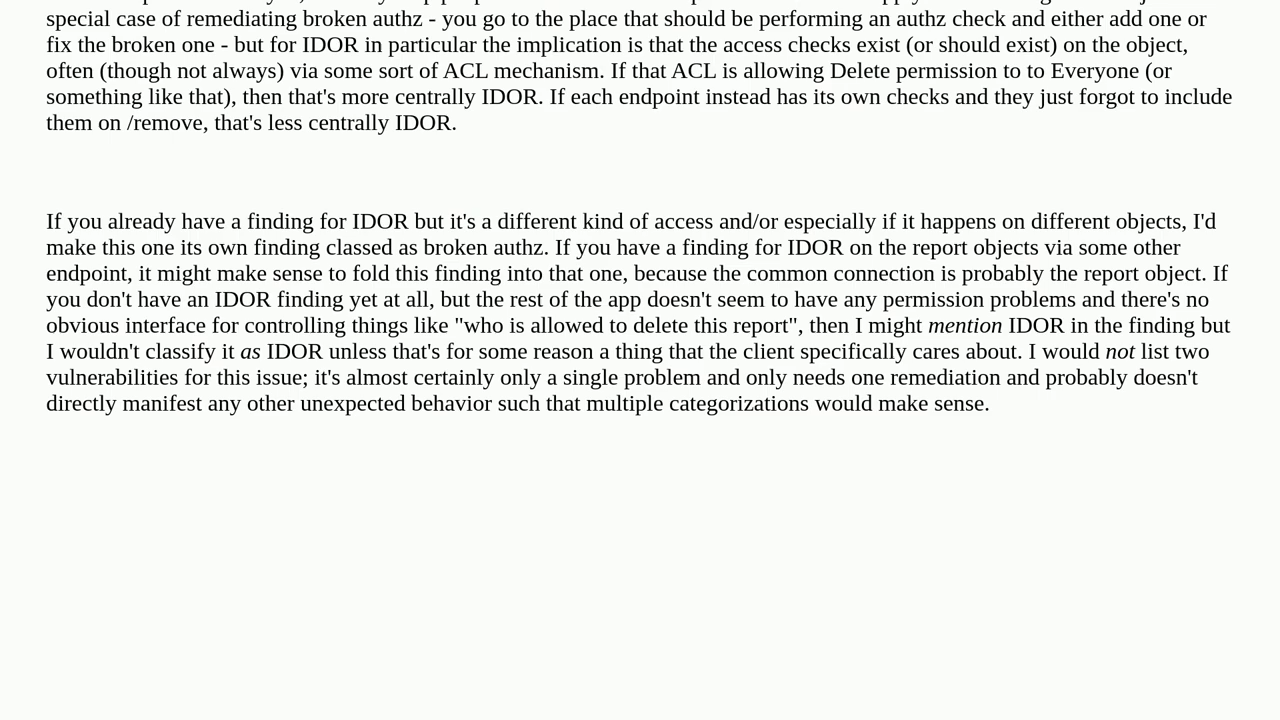 special case of remediating broken authz - you go to the place that should be performing an authz check and either add one or
fix the broken one - but for IDOR in particular the implication is that the access checks exist (or should exist) on the object,
often (though not always) via some sort of ACL mechanism. If that ACL is allowing Delete permission to to Everyone (or
something like that), then that's more centrally IDOR. If each endpoint instead has its own checks and they just forgot to include
them on /remove, that's less centrally IDOR.
If you already have a finding for IDOR but it's a different kind of access and/or especially if it happens on different objects, I'd
make this one its own finding classed as broken authz. If you have a finding for IDOR on the report objects via some other
endpoint, it might make sense to fold this finding into that one, because the common connection is probably the report object. If
you don't have an IDOR finding yet at all, but the rest of the app doesn't seem to have any permission problems and there's no
obvious interface for controlling things like "who is allowed to delete this report", then I might mention IDOR in the finding but
I wouldn't classify it as IDOR unless that's for some reason a thing that the client specifically cares about. I would not list two
vulnerabilities for this issue; it's almost certainly only a single problem and only needs one remediation and probably doesn't
directly manifest any other unexpected behavior such that multiple categorizations would make sense.